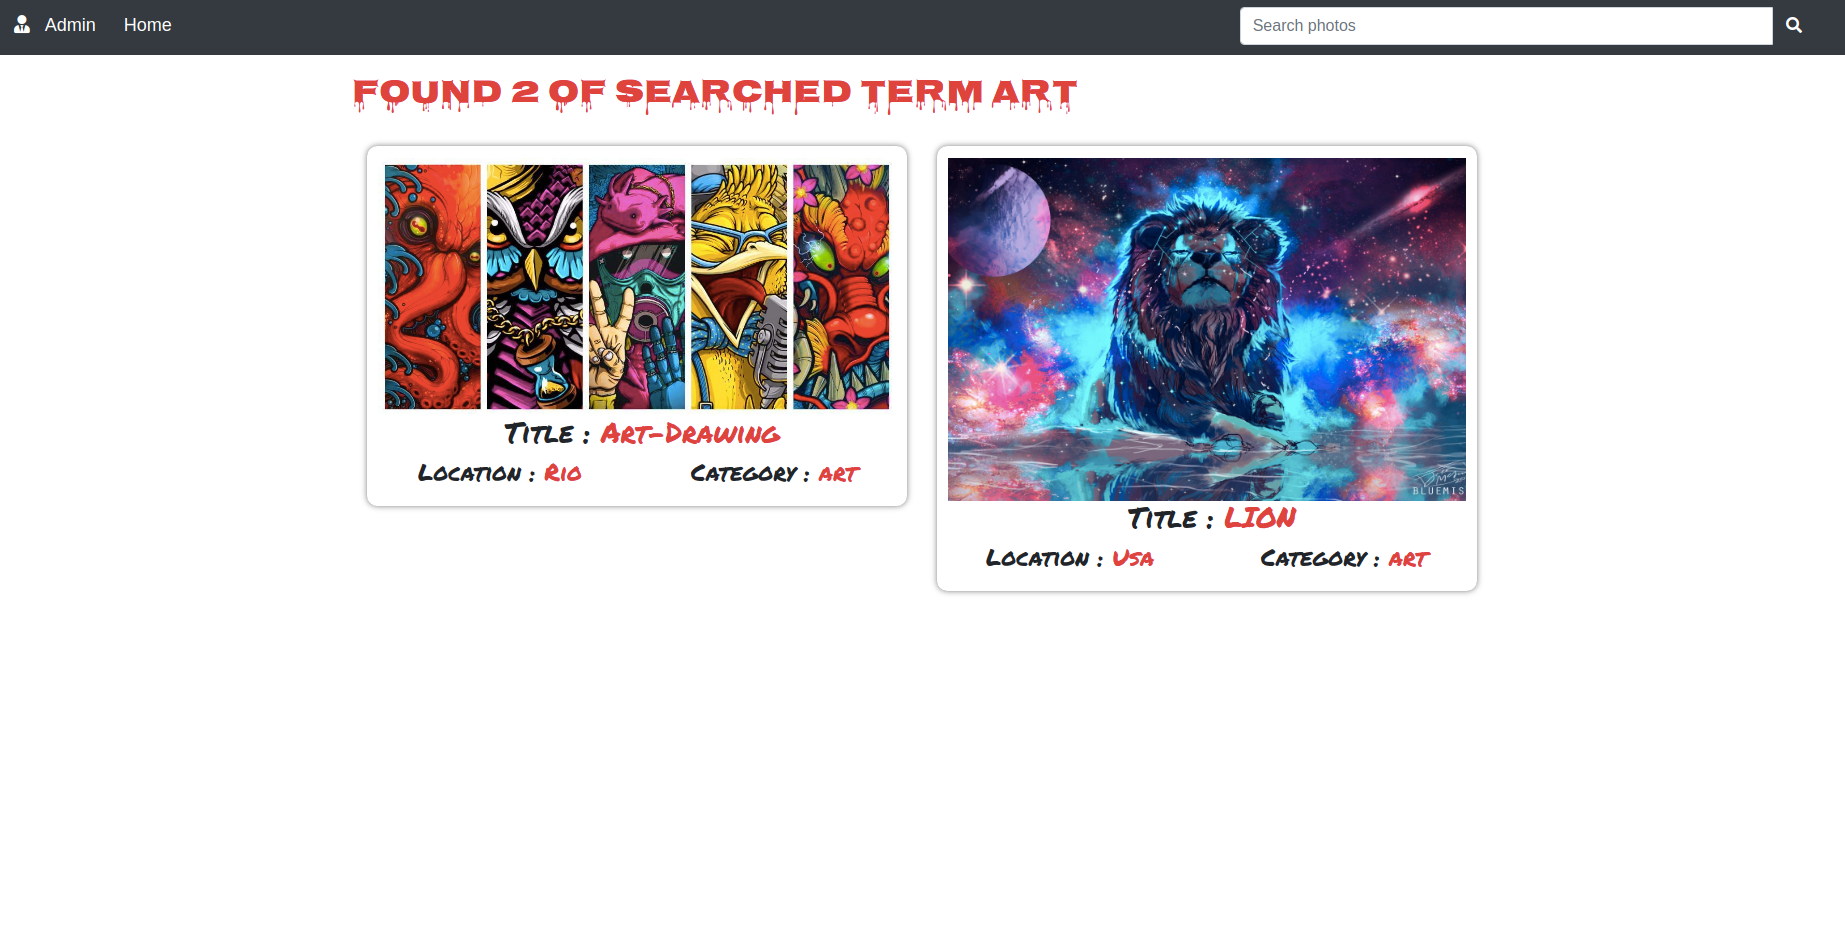 Admin Home Search photos
Found 2 of Searched term art
Title : Art-Drawing
Location : Rio Category : art
BLUEMIS
Title : LION
Location : Usa Category : art